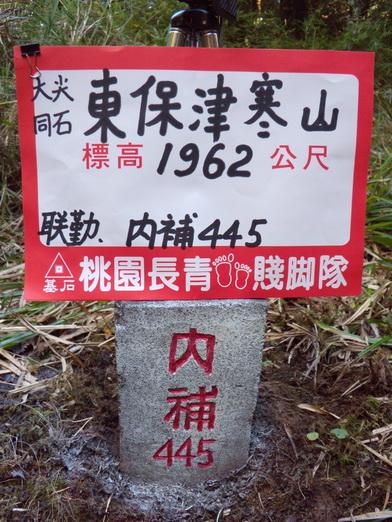 天尖
同石
東保津寒山
標高 1962 公尺
联勤、内補445
基石 桃園長青 賤脚隊
内
補
445